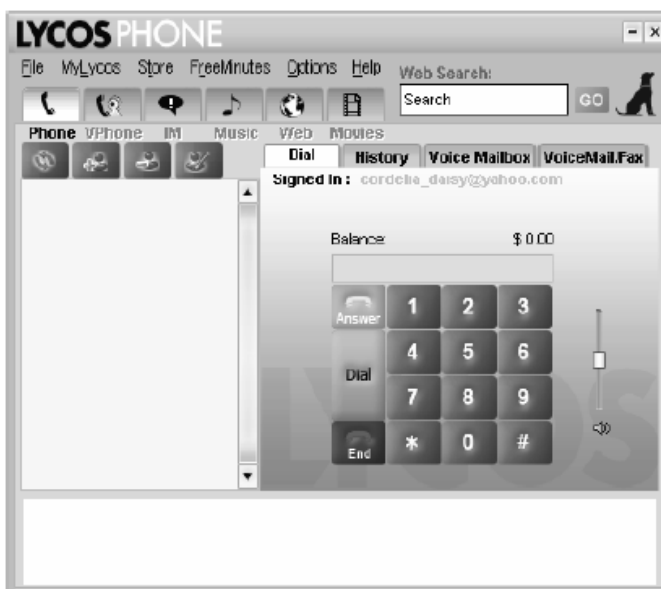 LYCOS PHONE
File MyLycos Store FreeMinutes Options Help
Web Search:
Search GO
Phone VPhone IM Music Web Movies
Dial History Voice Mailbox VoiceMail.Fax
Signed In : cordelia_daisy@yahoo.com
Balance: $ 0.00
Answer 1 2 3
4 5 6
Dial
7 8 9
End * 0 #
LYCOS